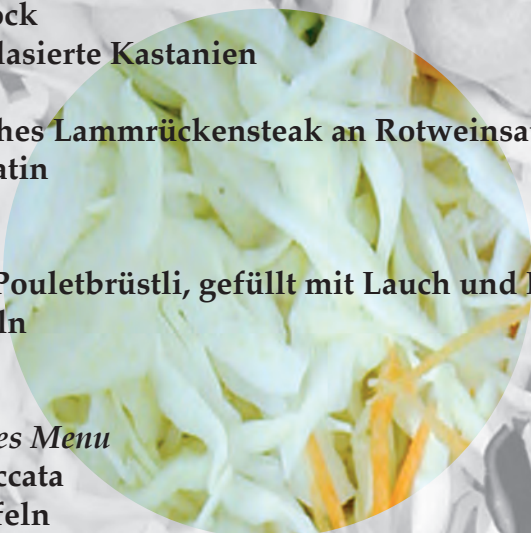 ock
lasierte Kastanien
hes Lammrückensteak an Rotweinsa
atin
Pouletbrüstli, gefüllt mit Lauch und
ln
es Menu
ccata
feln